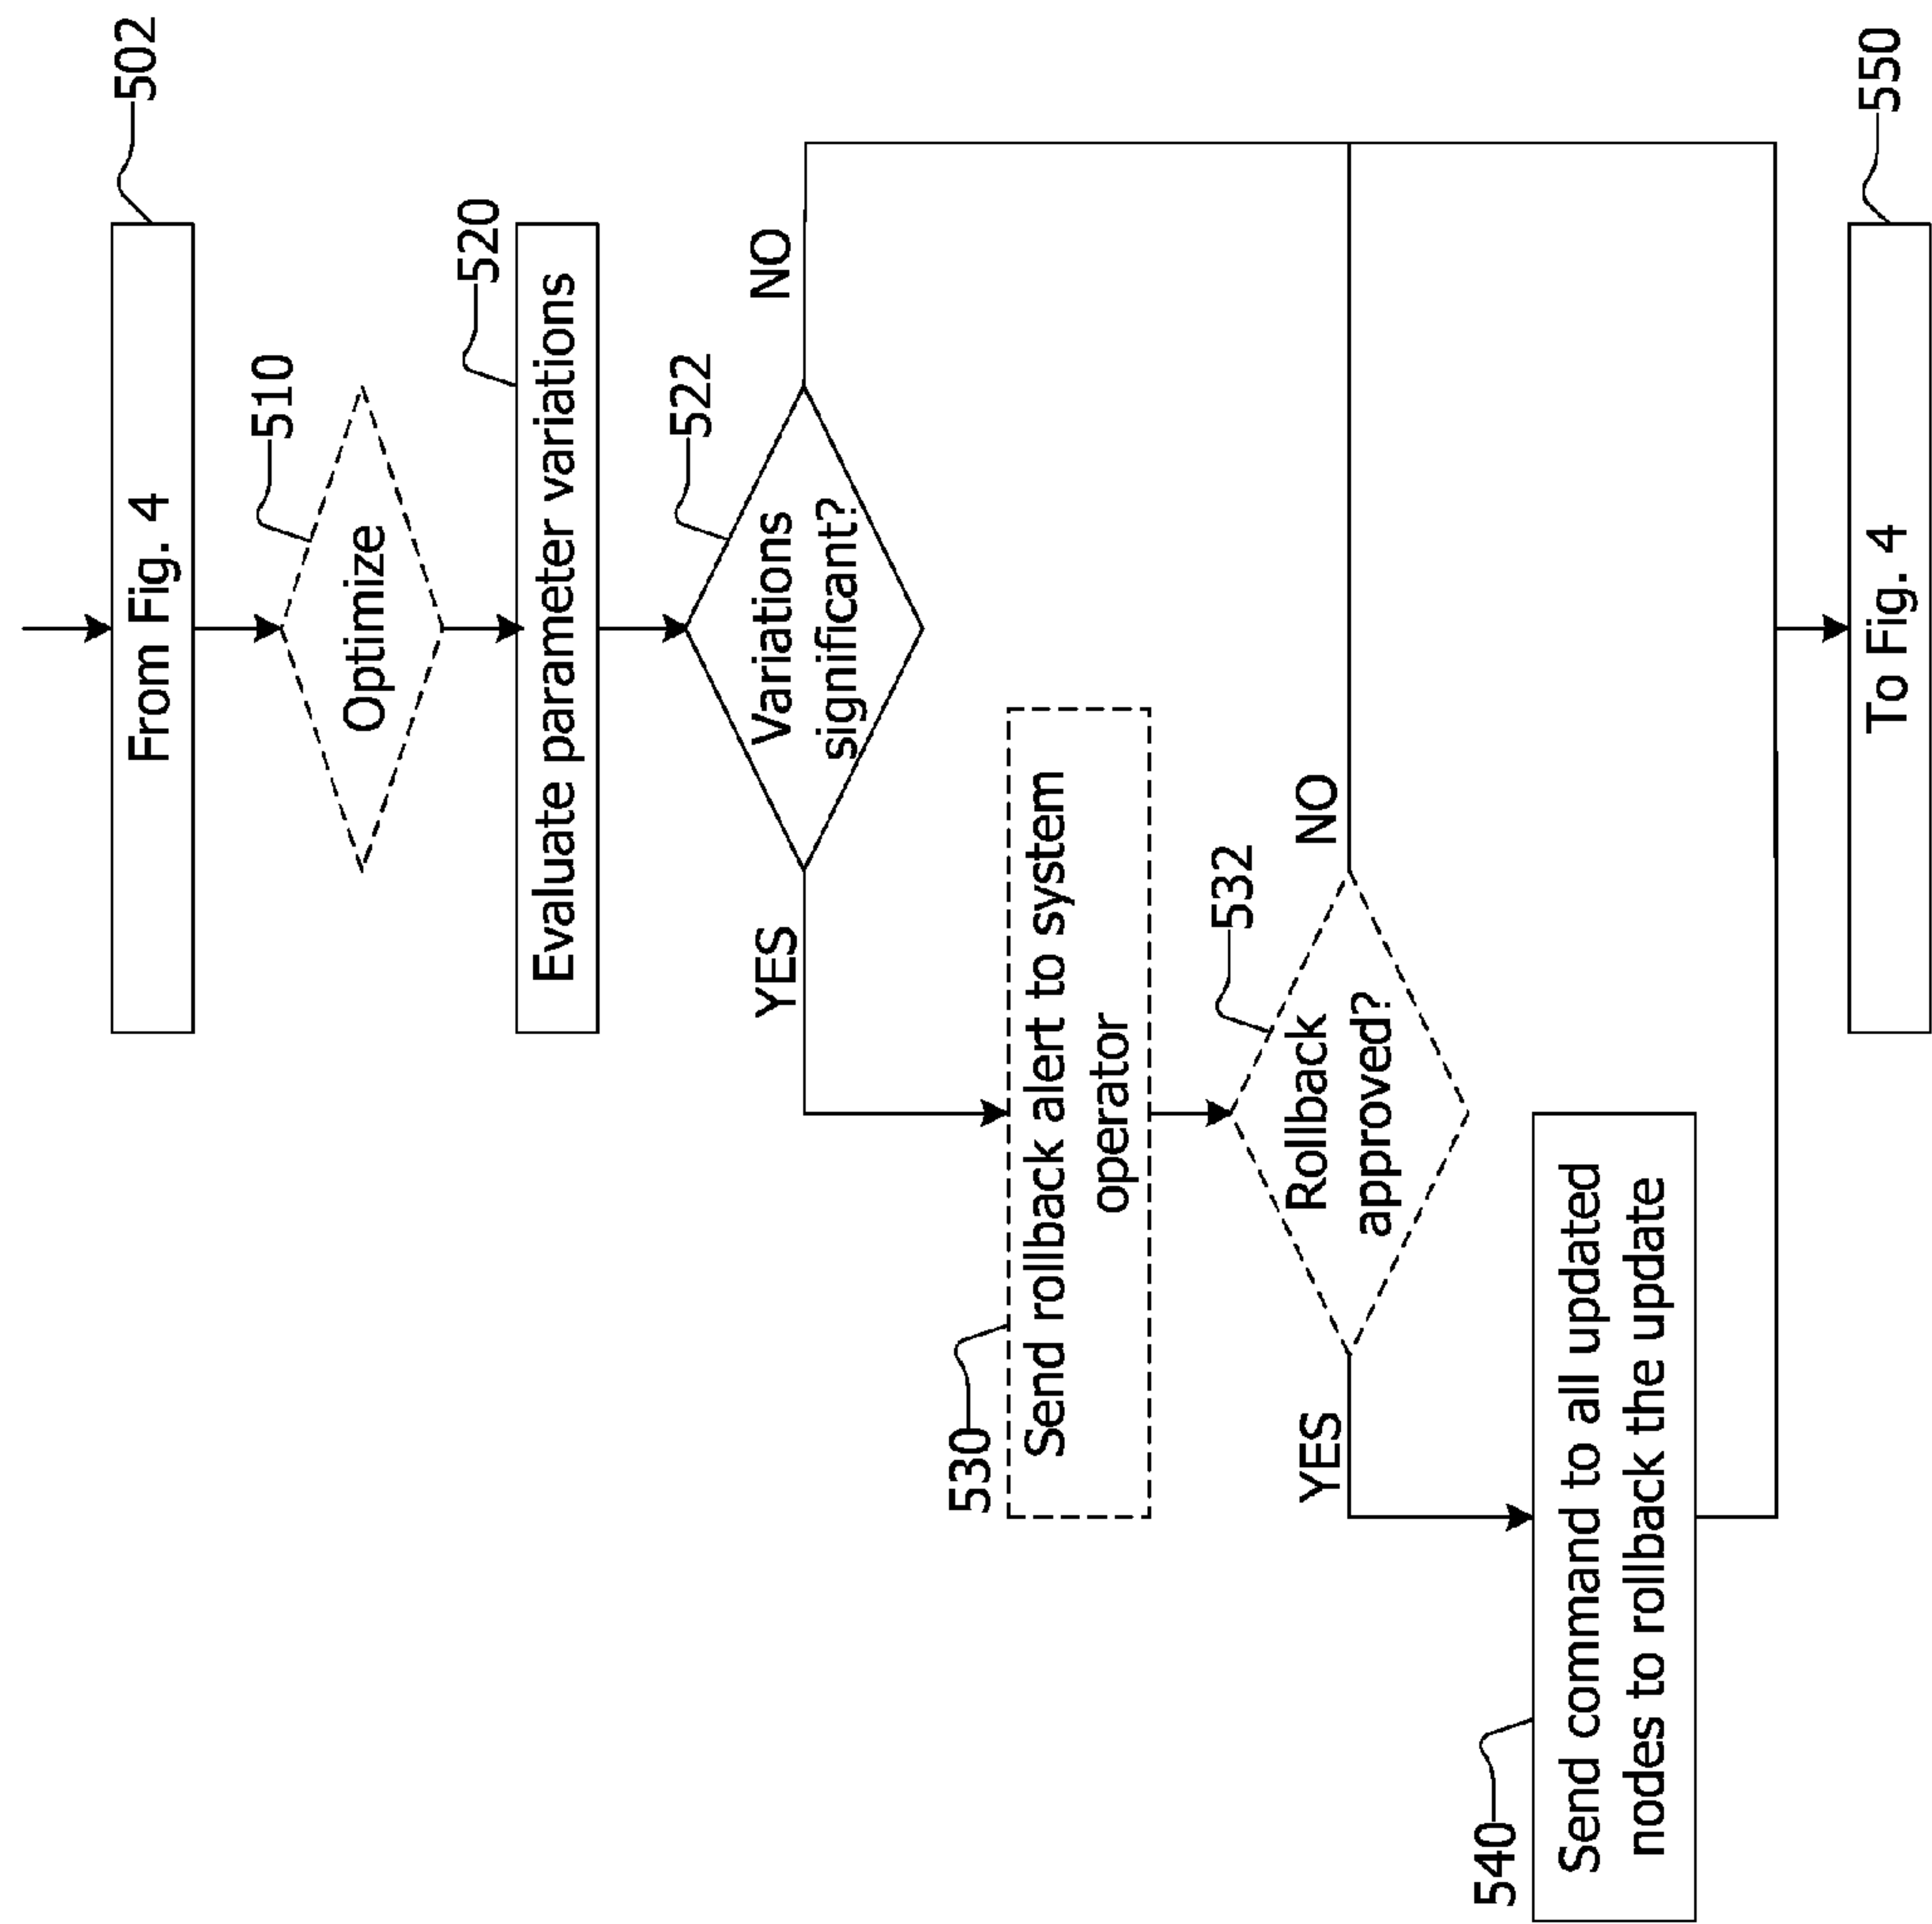 From Fig. 4
502
510
Optimize
520
Evaluate parameter variations
522
Variations
significant?
YES
NO
530
Send rollback alert to system
operator
532
Rollback
approved?
YES
NO
540
Send command to all updated
nodes to rollback the update
To Fig. 4
550